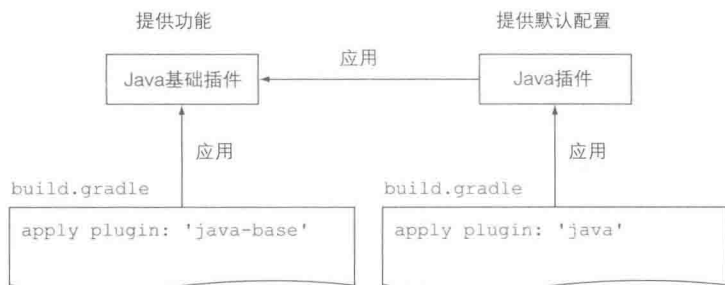 提供功能
提供默认配置
应用
Java基础插件
Java插件
应用
应用
build.gradle
build.gradle
apply plugin: 'java-base'
apply plugin: 'java'